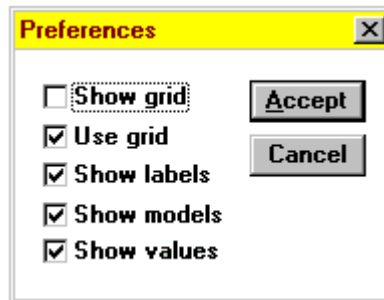 Preferences
Show grid
Accept
Use grid
Cancel
Show labels
Show models
Show values